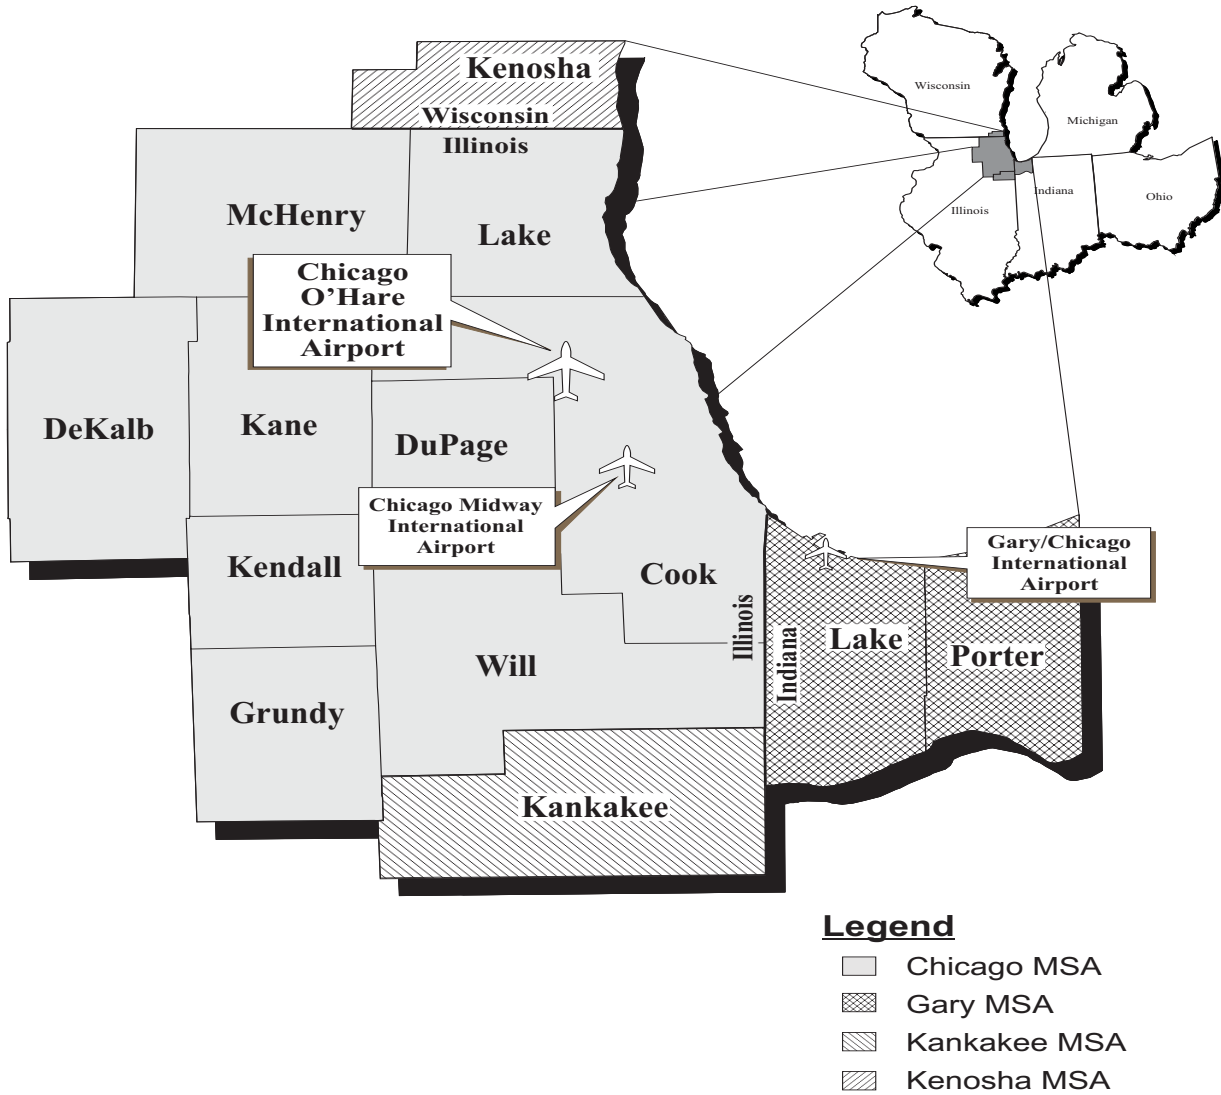 Kenosha
Wisconsin
Illinois
McHenry
Lake
Chicago
O’Hare
International
Airport
DeKalb
Kane
DuPage
Chicago Midway
International
Airport
Kendall
Cook
Grundy
Will
Illinois
Indiana
Lake
Porter
Gary/Chicago
International
Airport
Kankakee
Wisconsin
Michigan
Illinois
Indiana
Ohio
Legend
Chicago MSA
Gary MSA
Kankakee MSA
Kenosha MSA